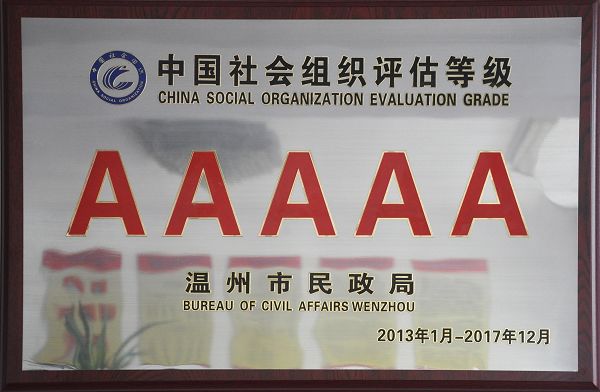 中国社会组织评估等级
CHINA SOCIAL ORGANIZATION EVALUATION GRADE
AAAAA
温州市民政局
BUREAU OF CIVIL AFFAIRS WENZHOU
2013年1月-2017年12月